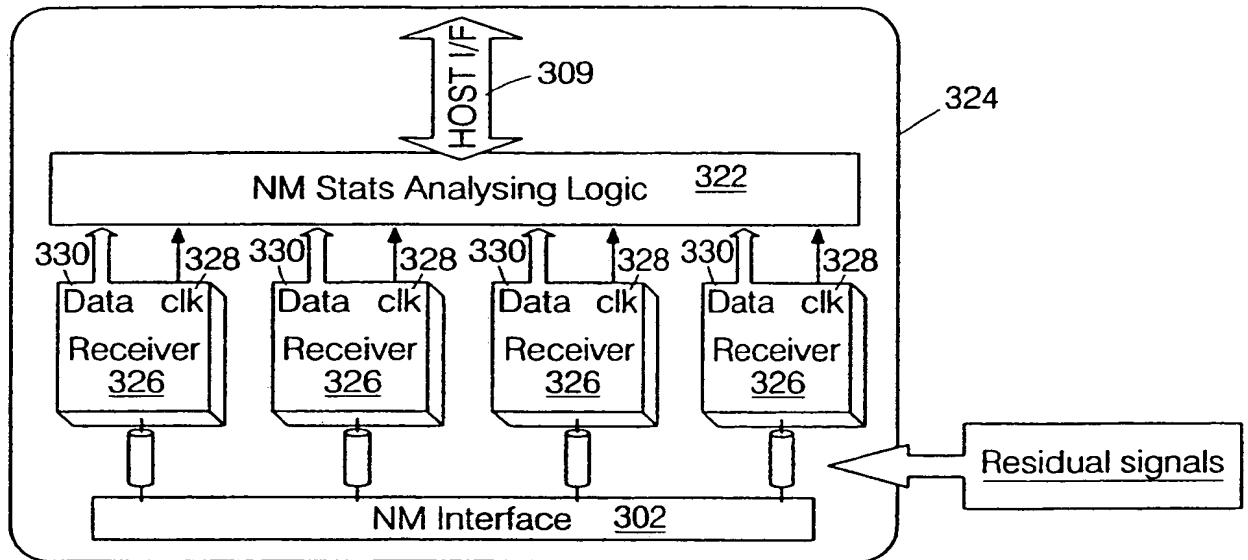 HOST I/F
309
324
NM Stats Analysing Logic 322
330 328 330 328 330 328 330 328
Data clk Data clk Data clk Data clk
Receiver Receiver Receiver Receiver
326 326 326 326
Residual signals
NM Interface 302